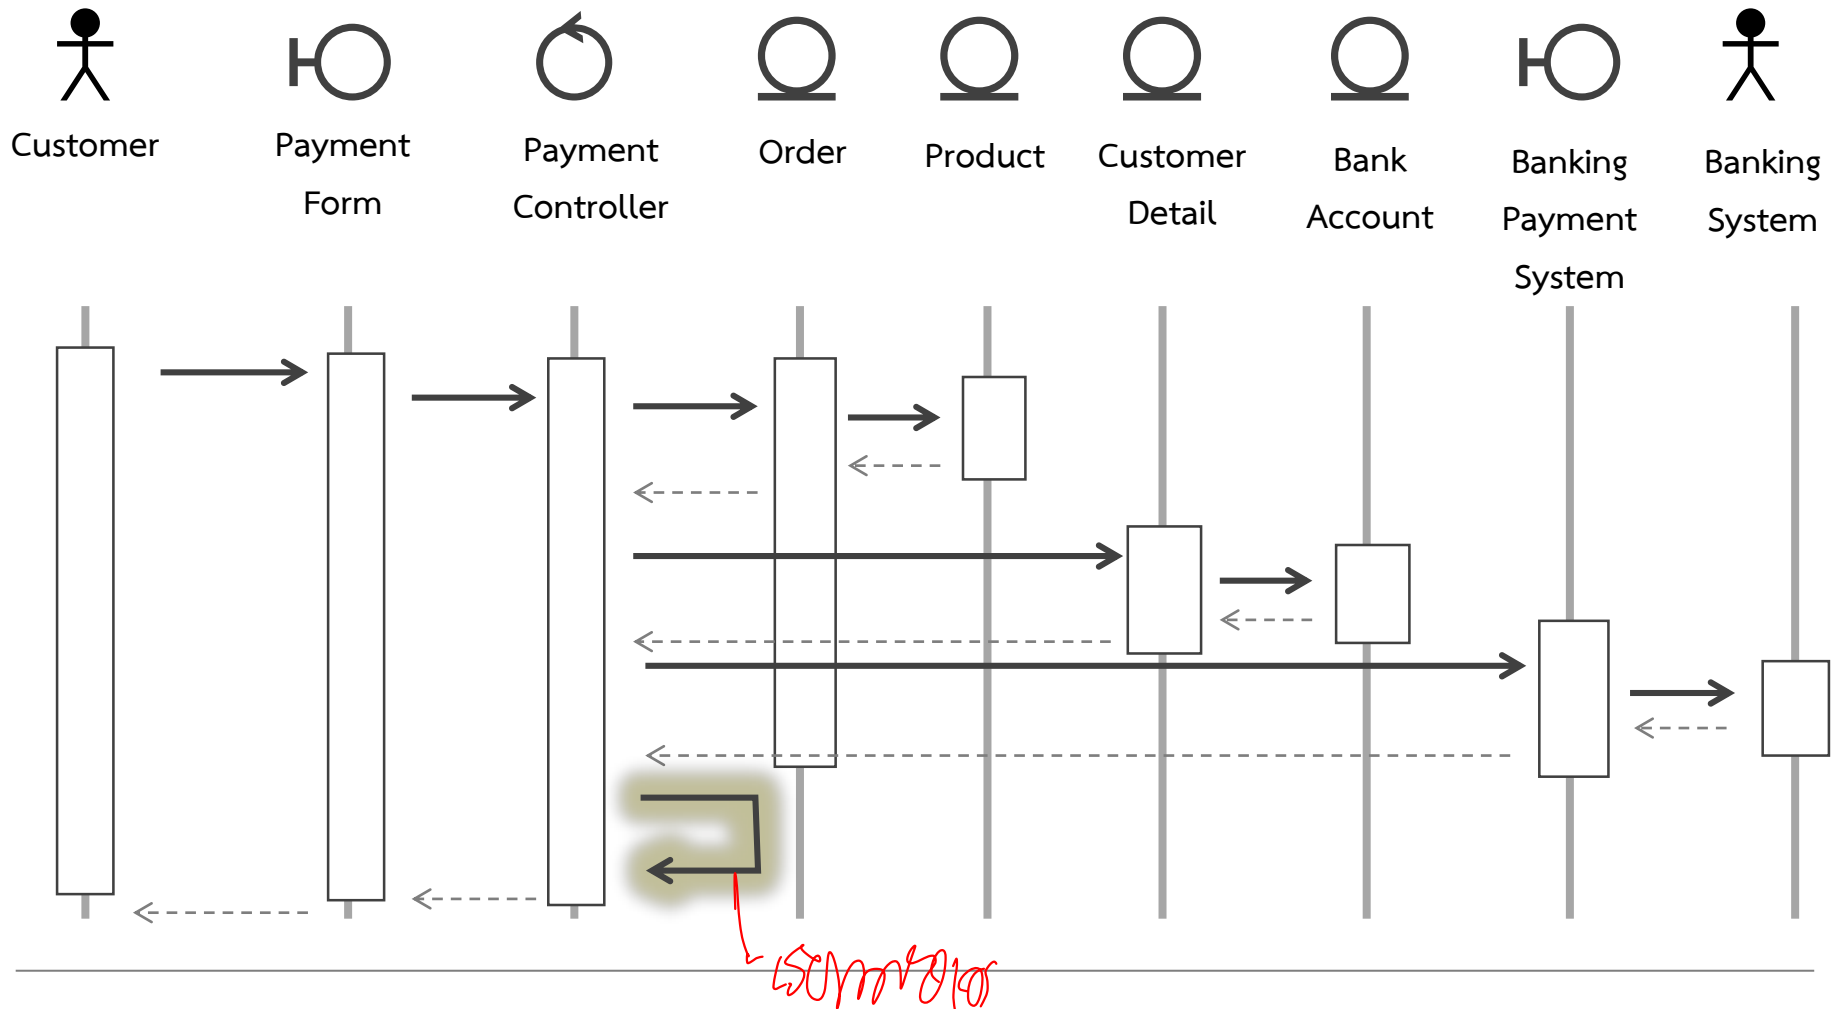 Customer
Payment
Form
Payment
Controller
Order
Product
Customer
Detail
Bank
Account
Banking
Payment
System
Banking
System